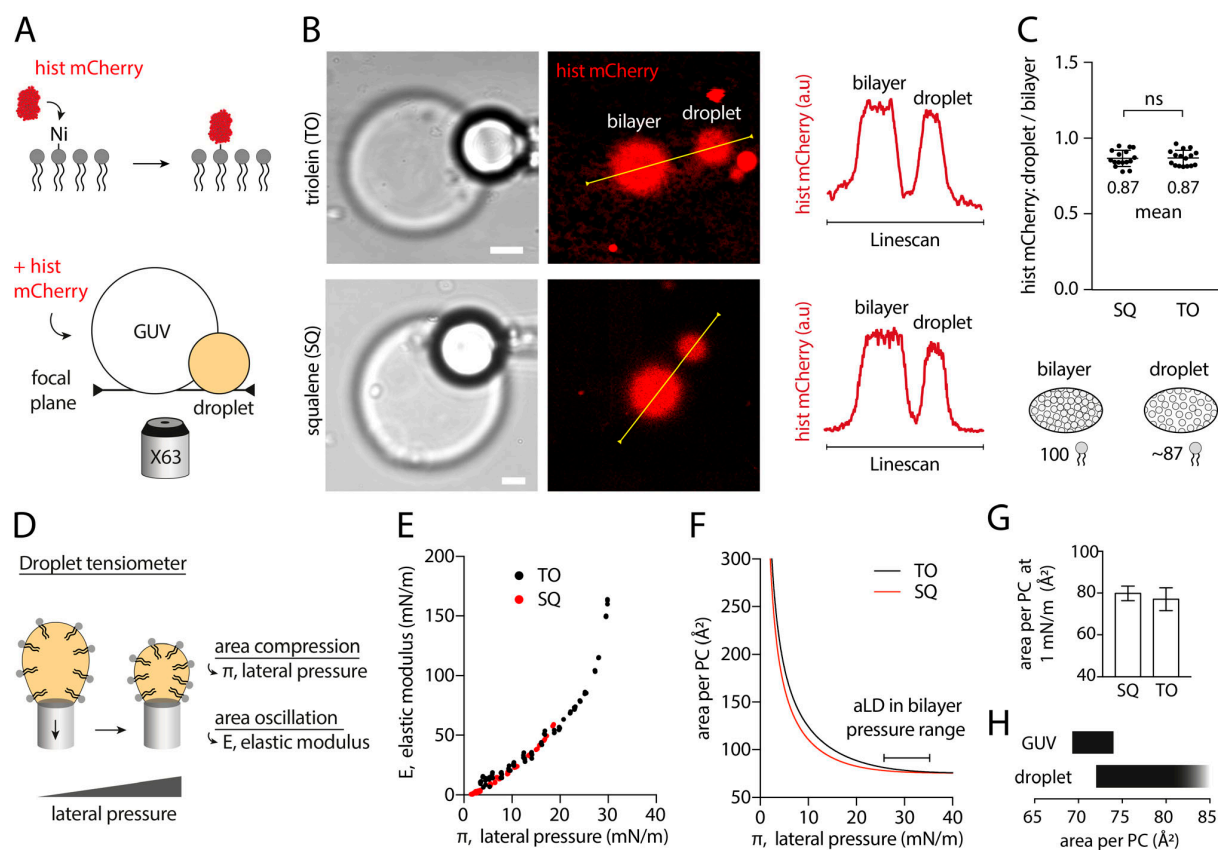 A
hist mCherry
Ni
+ hist
mCherry
GUV
focal
plane
droplet
X63
B
triolein (TO)
hist mCherry
bilayer
droplet
hist mCherry (a.u)
bilayer
droplet
Linescan
squalene (SQ)
hist mCherry (a.u)
bilayer
droplet
Linescan
C
hist mCherry: droplet / bilayer
1.5
1.0
0.5
0.0
ns
0.87
0.87
mean
SQ
TO
bilayer
droplet
100
~87
D
Droplet tensiometer
area compression
π, lateral pressure
area oscillation
E, elastic modulus
lateral pressure
E
E, elastic modulus (mN/m)
200
150
100
50
0
TO
SQ
0 10 20 30 40
π, lateral pressure (mN/m)
F
area per PC (Å²)
300
250
200
150
100
50
TO
SQ
aLD in bilayer
pressure range
0 10 20 30 40
π, lateral pressure (mN/m)
G
area per PC at
1 mN/m (Å²)
100
80
60
40
SQ TO
H
GUV
droplet
65 70 75 80 85
area per PC (Å²)